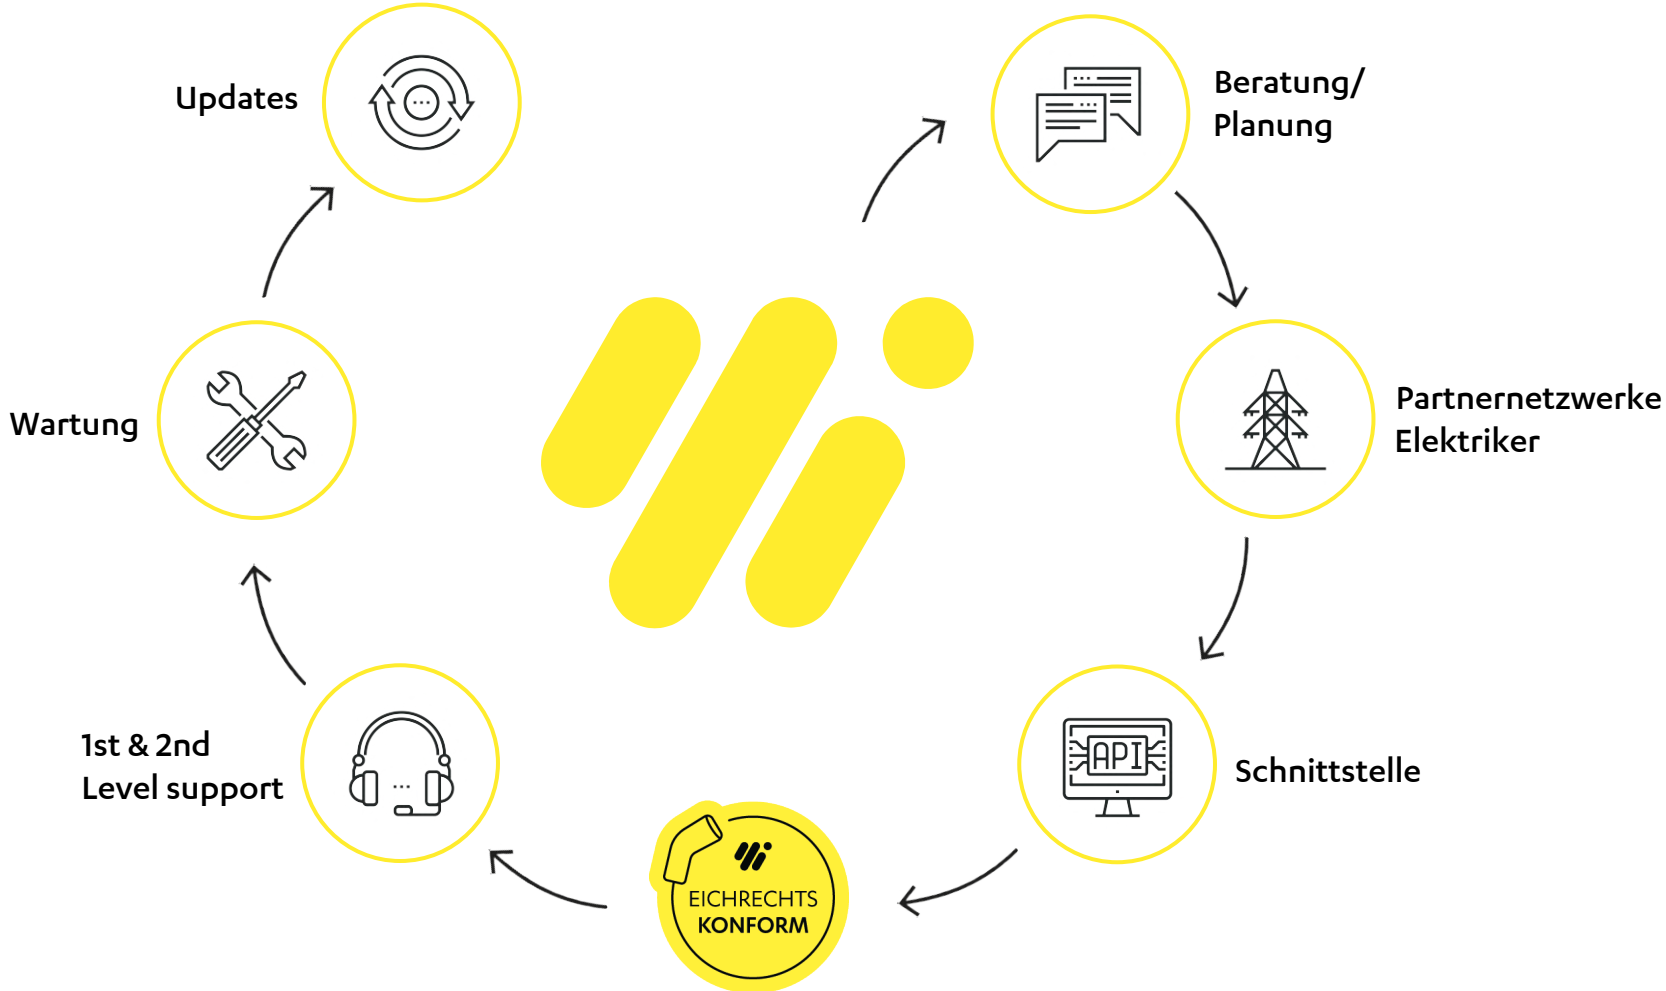 Updates
Beratung/
Planung
Wartung
Partnernetzwerke
Elektriker
1st & 2nd
Level support
API
Schnittstelle
EICHRECHTS
KONFORM